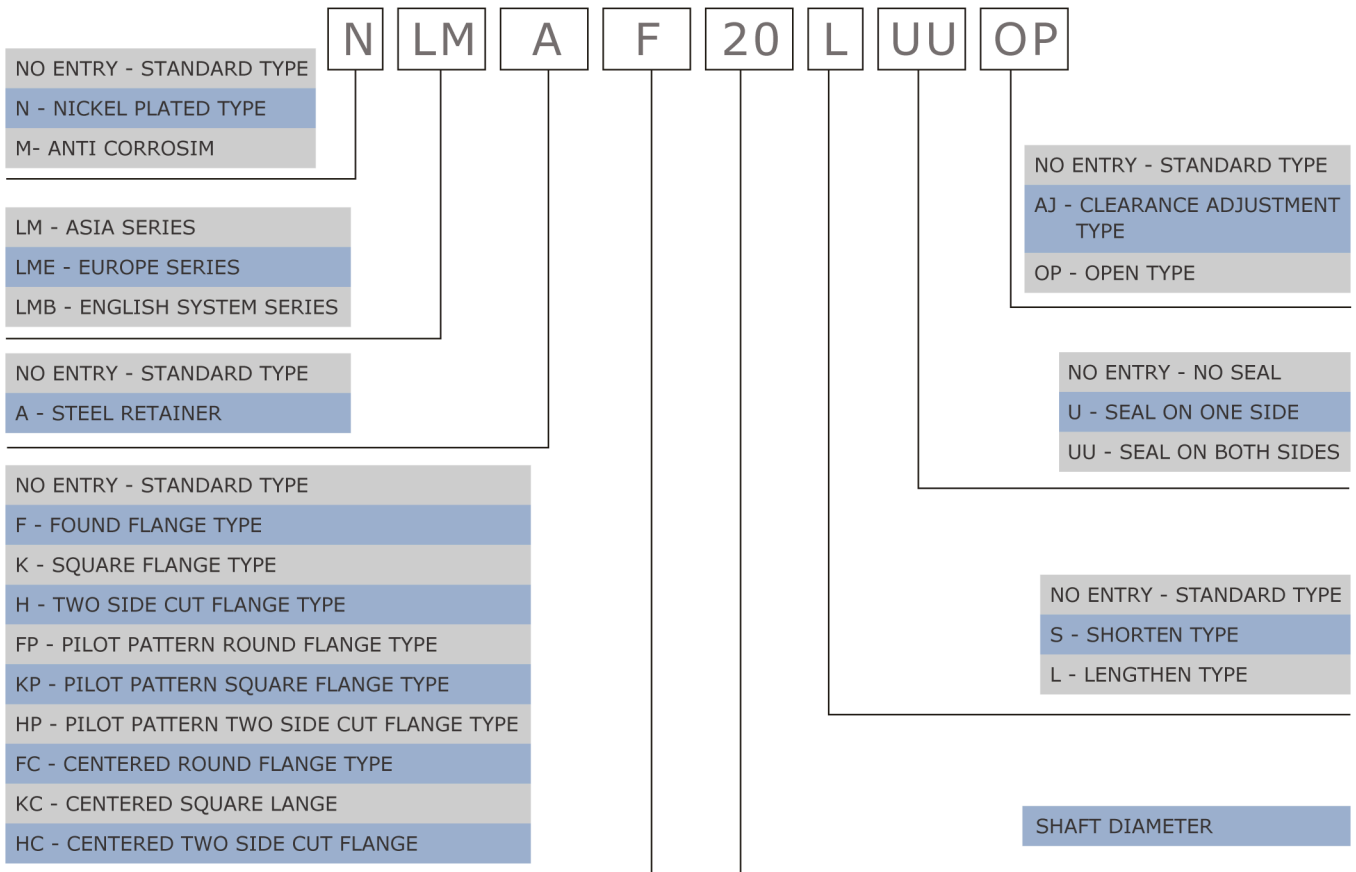 N LM A F 20 L UU OP
NO ENTRY - STANDARD TYPE
N - NICKEL PLATED TYPE
M- ANTI CORROSIM
LM - ASIA SERIES
LME - EUROPE SERIES
LMB - ENGLISH SYSTEM SERIES
NO ENTRY - STANDARD TYPE
A - STEEL RETAINER
NO ENTRY - STANDARD TYPE
F - FOUND FLANGE TYPE
K - SQUARE FLANGE TYPE
H - TWO SIDE CUT FLANGE TYPE
FP - PILOT PATTERN ROUND FLANGE TYPE
KP - PILOT PATTERN SQUARE FLANGE TYPE
HP - PILOT PATTERN TWO SIDE CUT FLANGE TYPE
FC - CENTERED ROUND FLANGE TYPE
KC - CENTERED SQUARE LANGE
HC - CENTERED TWO SIDE CUT FLANGE
NO ENTRY - STANDARD TYPE
AJ - CLEARANCE ADJUSTMENT
TYPE
OP - OPEN TYPE
NO ENTRY - NO SEAL
U - SEAL ON ONE SIDE
UU - SEAL ON BOTH SIDES
NO ENTRY - STANDARD TYPE
S - SHORTEN TYPE
L - LENGTHEN TYPE
SHAFT DIAMETER